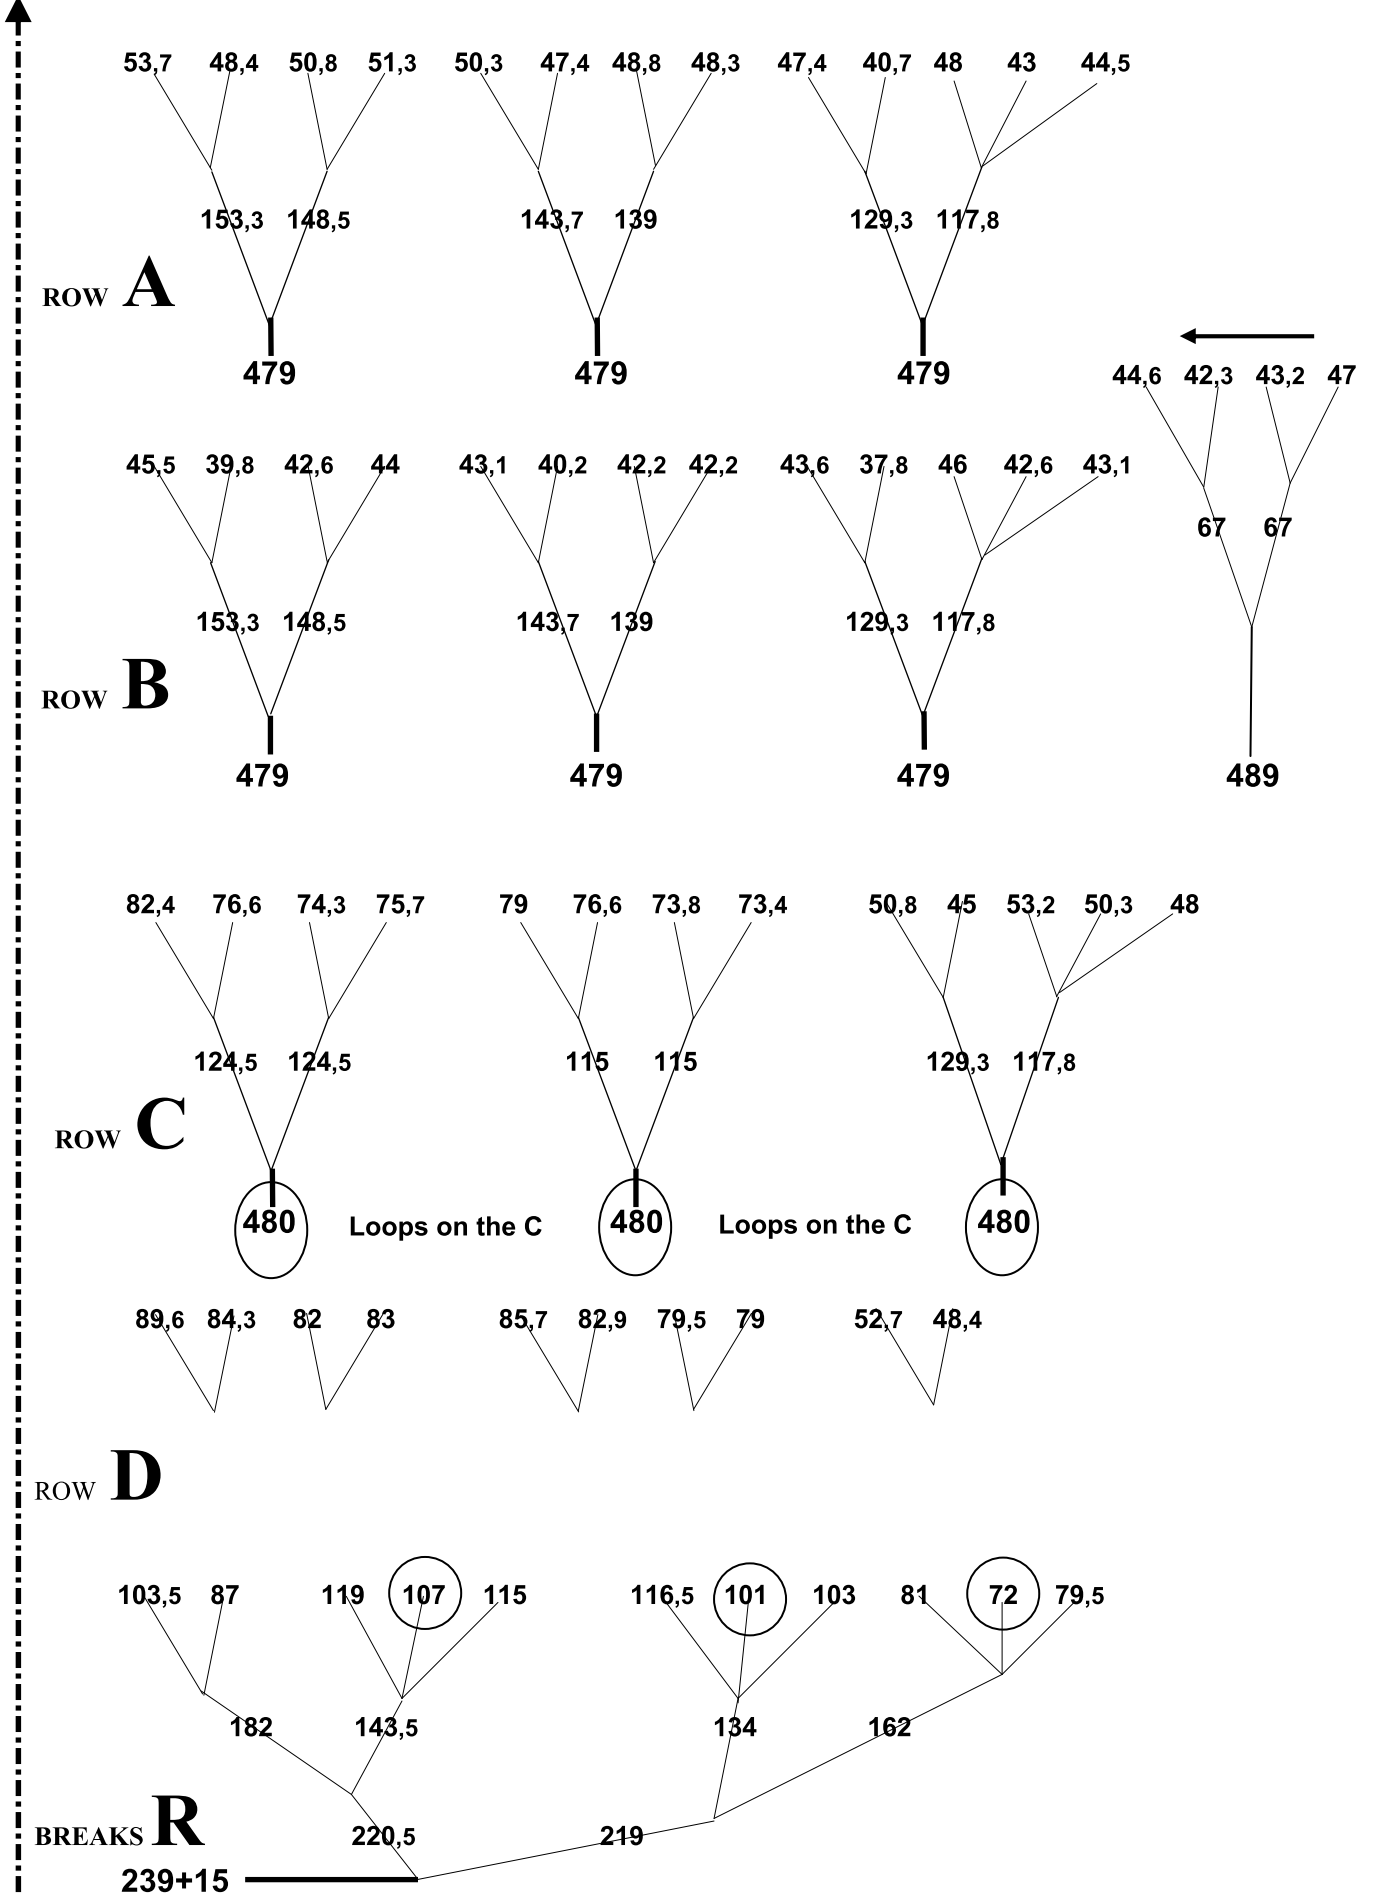 53,7 48,4 50,8 51,3 50,3 47,4 48,8 48,3 47,4 40,7 48 43 44,5
153,3 148,5 143,7 139 129,3 117,8
ROW A
479 479 479
44,6 42,3 43,2 47
45,5 39,8 42,6 44 43,1 40,2 42,2 42,2 43,6 37,8 46 42,6 43,1
67 67
153,3 148,5 143,7 139 129,3 117,8
ROW B
479 479 479 489
82,4 76,6 74,3 75,7 79 76,6 73,8 73,4 50,8 45 53,2 50,3 48
124,5 124,5 115 115 129,3 117,8
ROW C
480 Loops on the C 480 Loops on the C 480
89,6 84,3 82 83 85,7 82,9 79,5 79 52,7 48,4
ROW D
103,5 87 119 107 115 116,5 101 103 81 72 79,5
182 143,5 134 162
BREAKS R 220,5 219
239+15